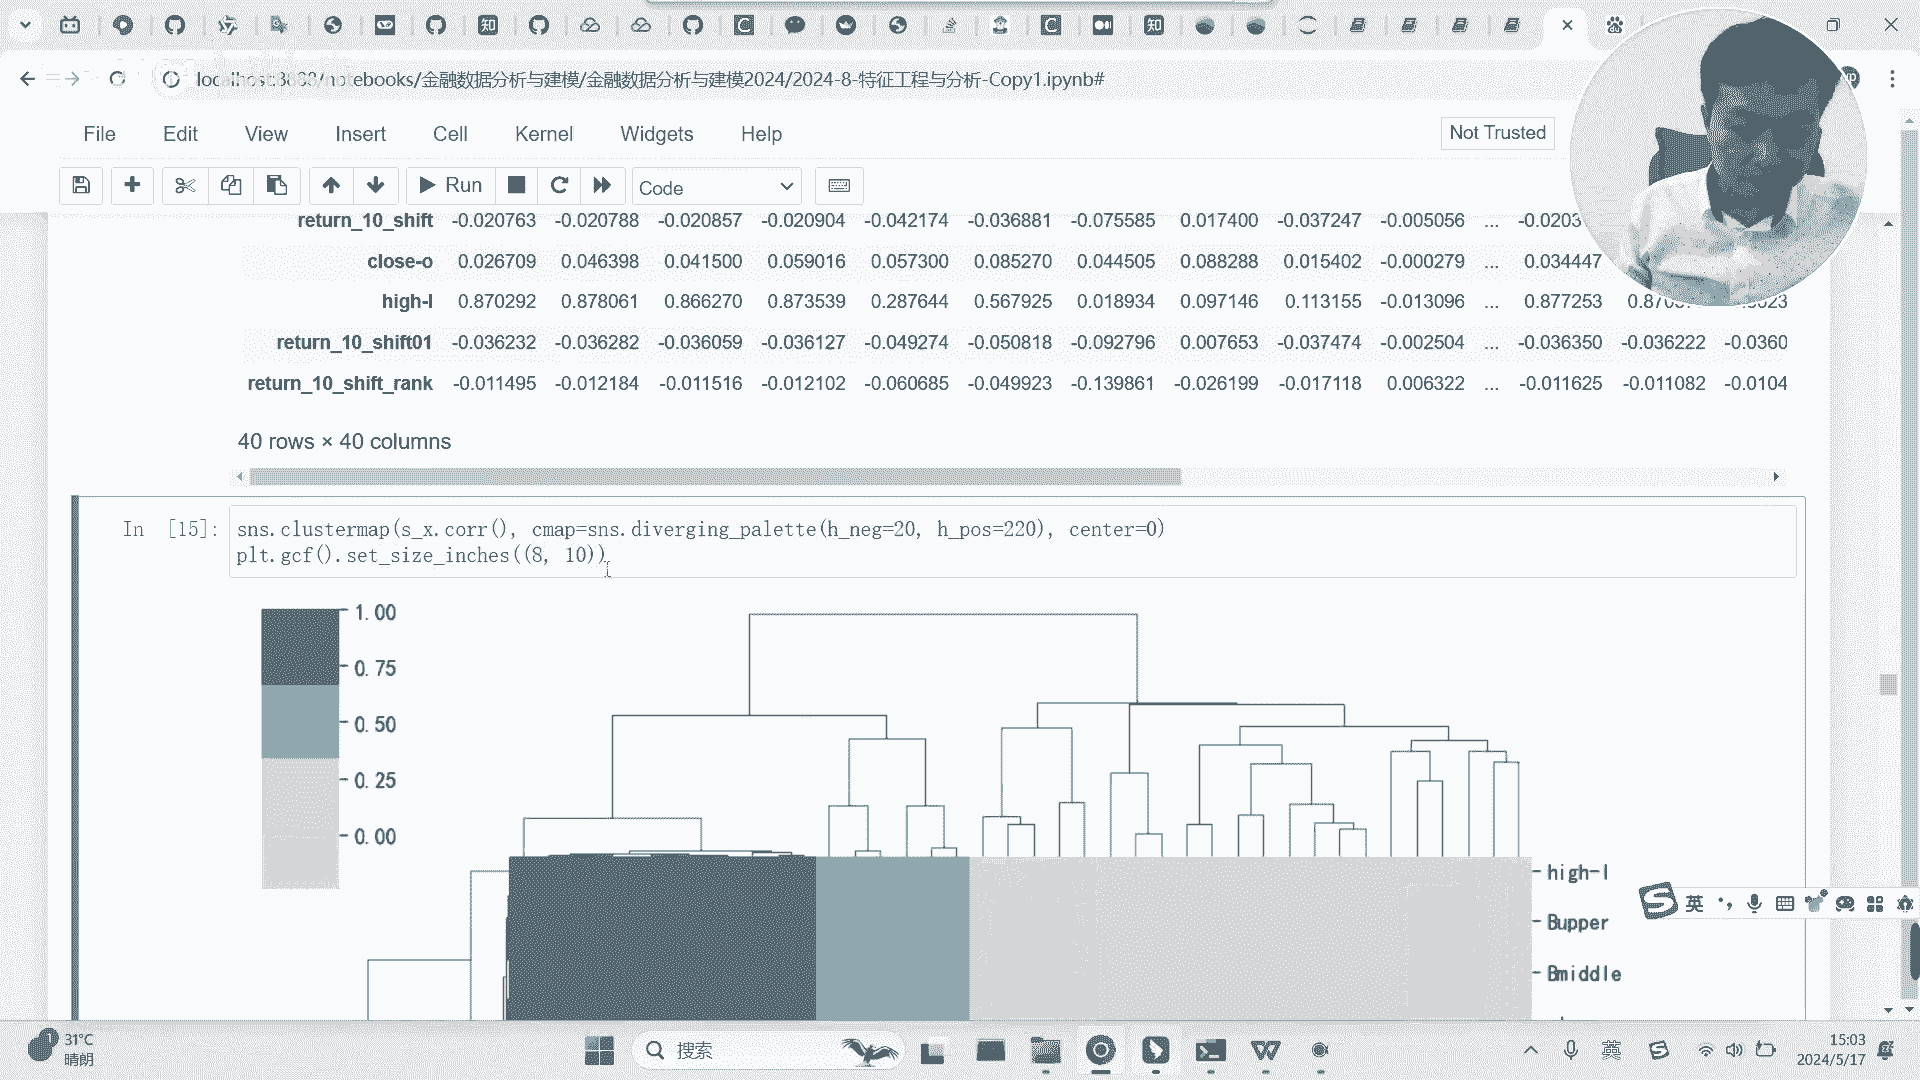 localhost:8888/notebooks/金融数据分析与建模/金融数据分析与建模2024/2024-8-特征工程与分析-Copy1.ipynb#
File Edit View Insert Cell Kernel Widgets Help
Not Trusted
Run
Code
return_10_shift -0.020763 -0.020788 -0.020857 -0.020904 -0.042174 -0.036881 -0.075585 0.017400 -0.037247 -0.005056 ...
close-o 0.026709 0.046398 0.041500 0.059016 0.057300 0.085270 0.044505 0.088288 0.015402 -0.000279 ... 0.034447
high-l 0.870292 0.878061 0.866270 0.873539 0.287644 0.567925 0.018934 0.097146 0.113155 -0.013096 ... 0.877253
return_10_shift01 -0.036232 -0.036282 -0.036059 -0.036127 -0.049274 -0.050818 -0.092796 0.007653 -0.037474 -0.002504 ... -0.036350 -0.036222 -0.0360
return_10_shift_rank -0.011495 -0.012184 -0.011516 -0.012102 -0.060685 -0.049923 -0.139861 -0.026199 -0.017118 0.006322 ... -0.011625 -0.011082 -0.0104
40 rows × 40 columns
In [15]:
sns.clustermap(s_x.corr(), cmap=sns.diverging_palette(h_neg=20, h_pos=220), center=0)
plt.gcf().set_size_inches((8, 10))
1.00
0.75
0.50
0.25
0.00
high-l
Bupper
Bmiddle
英
31°C
晴朗
搜索
英
15:03
2024/5/17